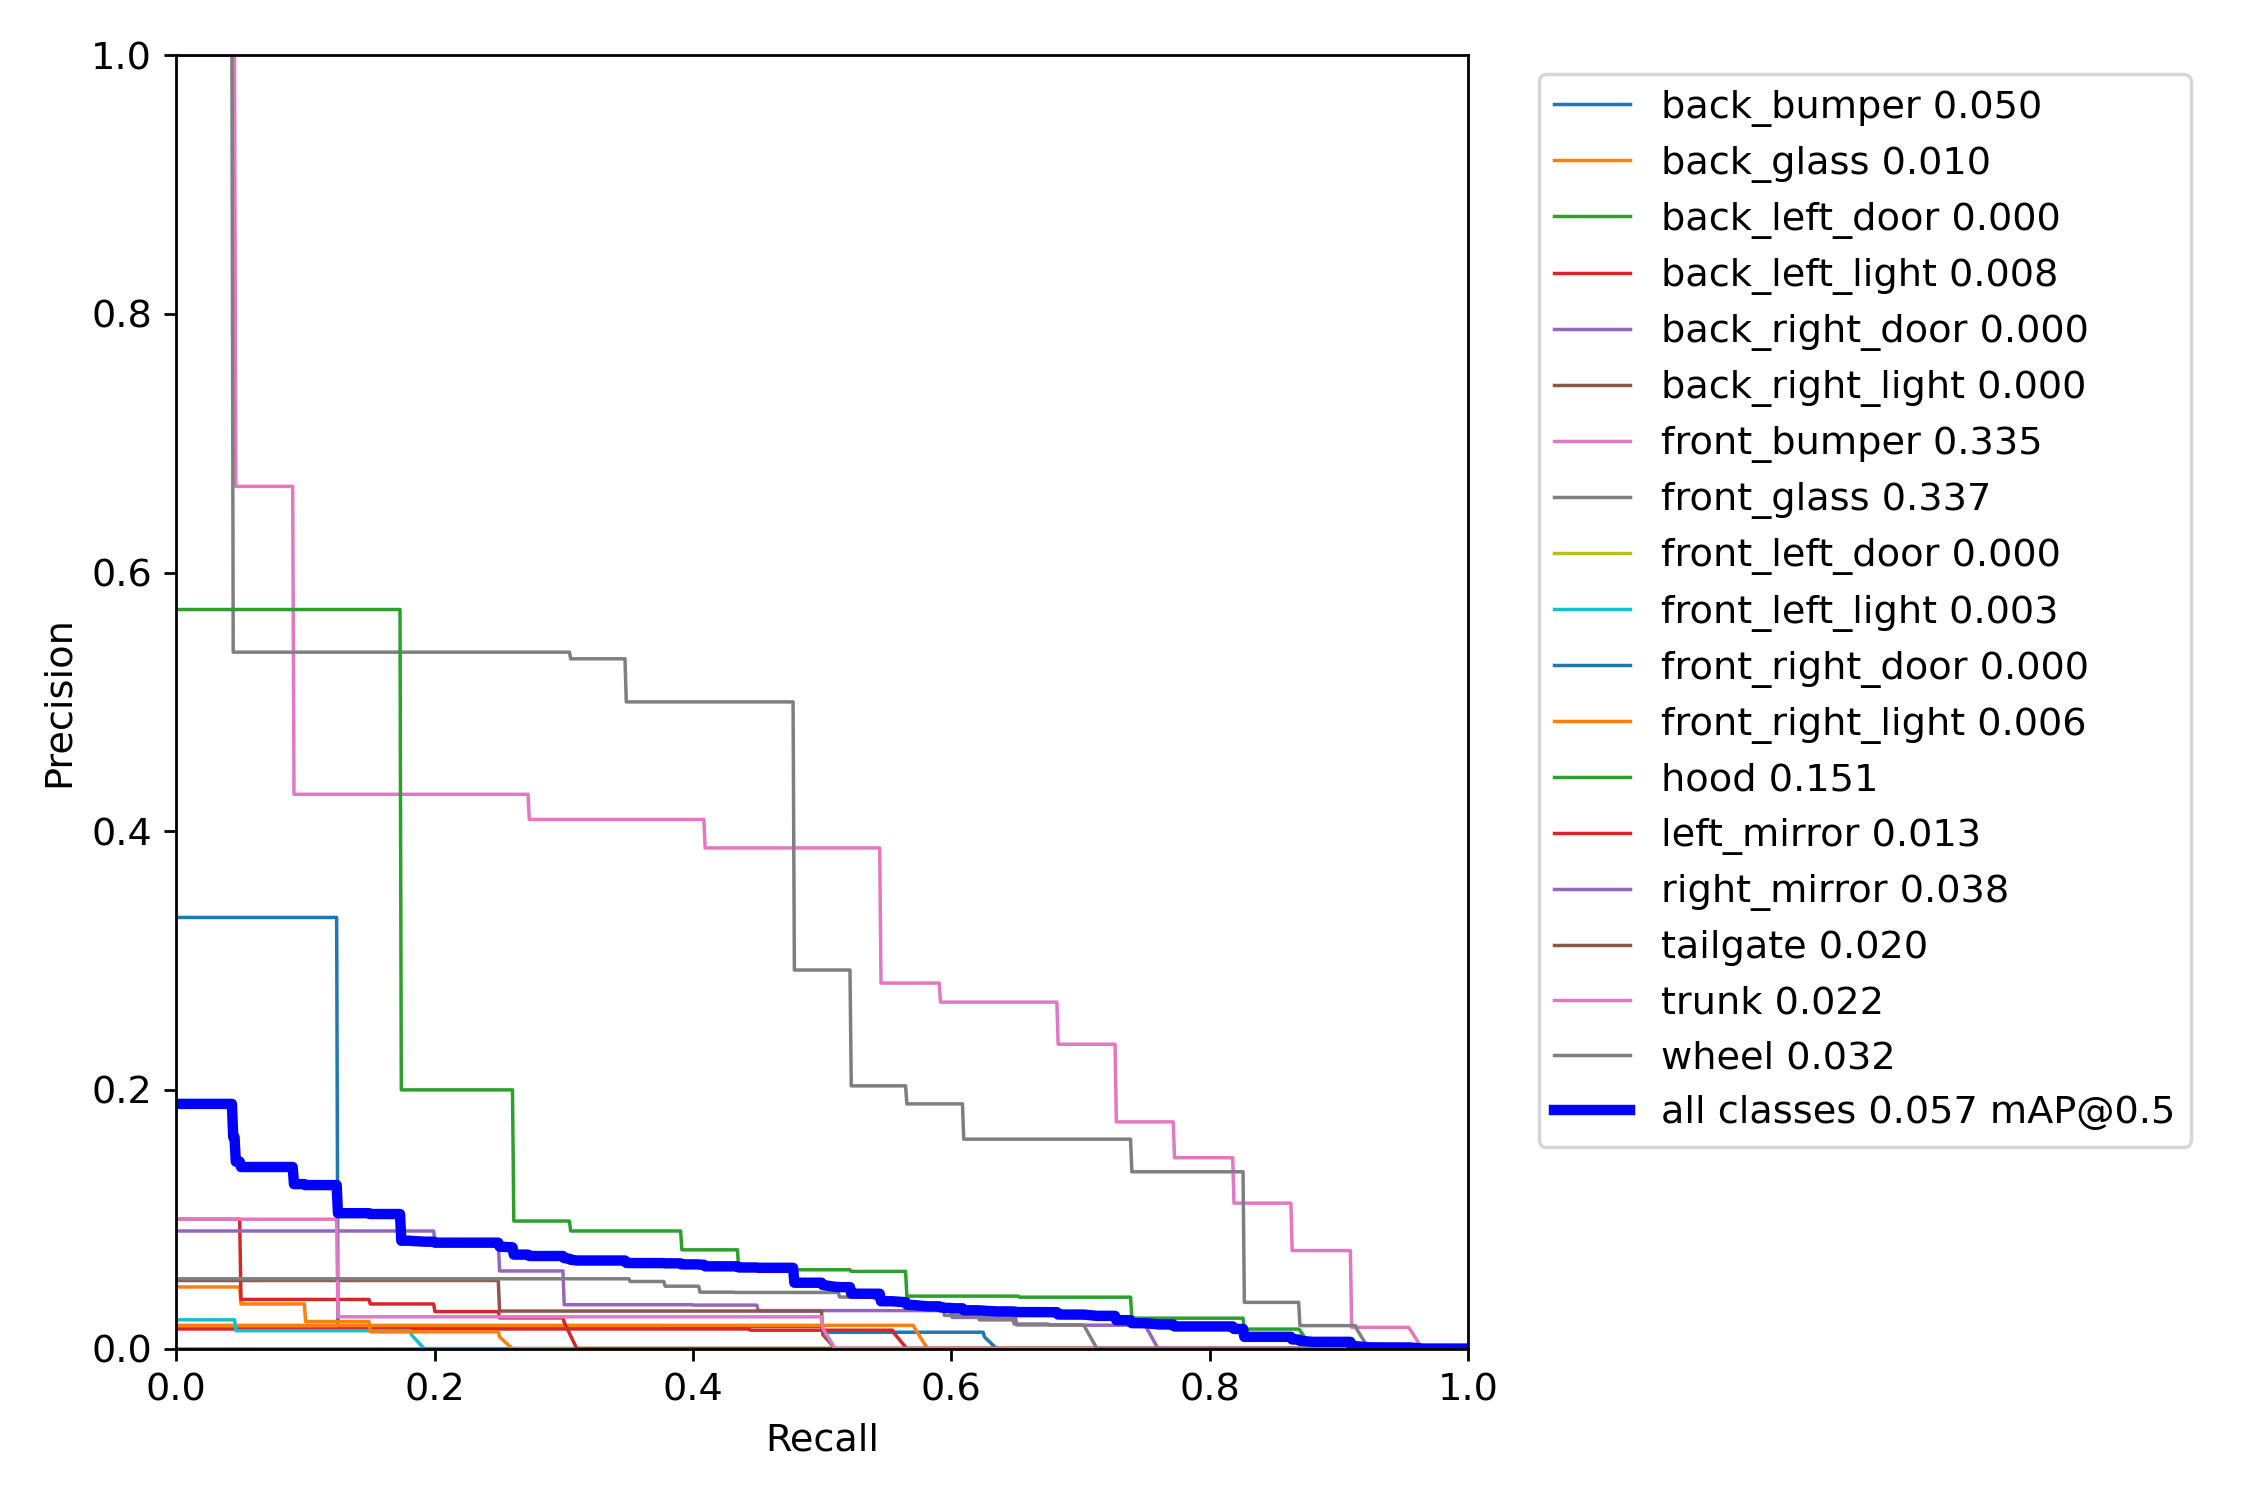 1.0
0.8
0.6
0.4
0.2
0.0
Precision
0.0 0.2 0.4 0.6 0.8 1.0
Recall
back_bumper 0.050
back_glass 0.010
back_left_door 0.000
back_left_light 0.008
back_right_door 0.000
back_right_light 0.000
front_bumper 0.335
front_glass 0.337
front_left_door 0.000
front_left_light 0.003
front_right_door 0.000
front_right_light 0.006
hood 0.151
left_mirror 0.013
right_mirror 0.038
tailgate 0.020
trunk 0.022
wheel 0.032
all classes 0.057 mAP@0.5